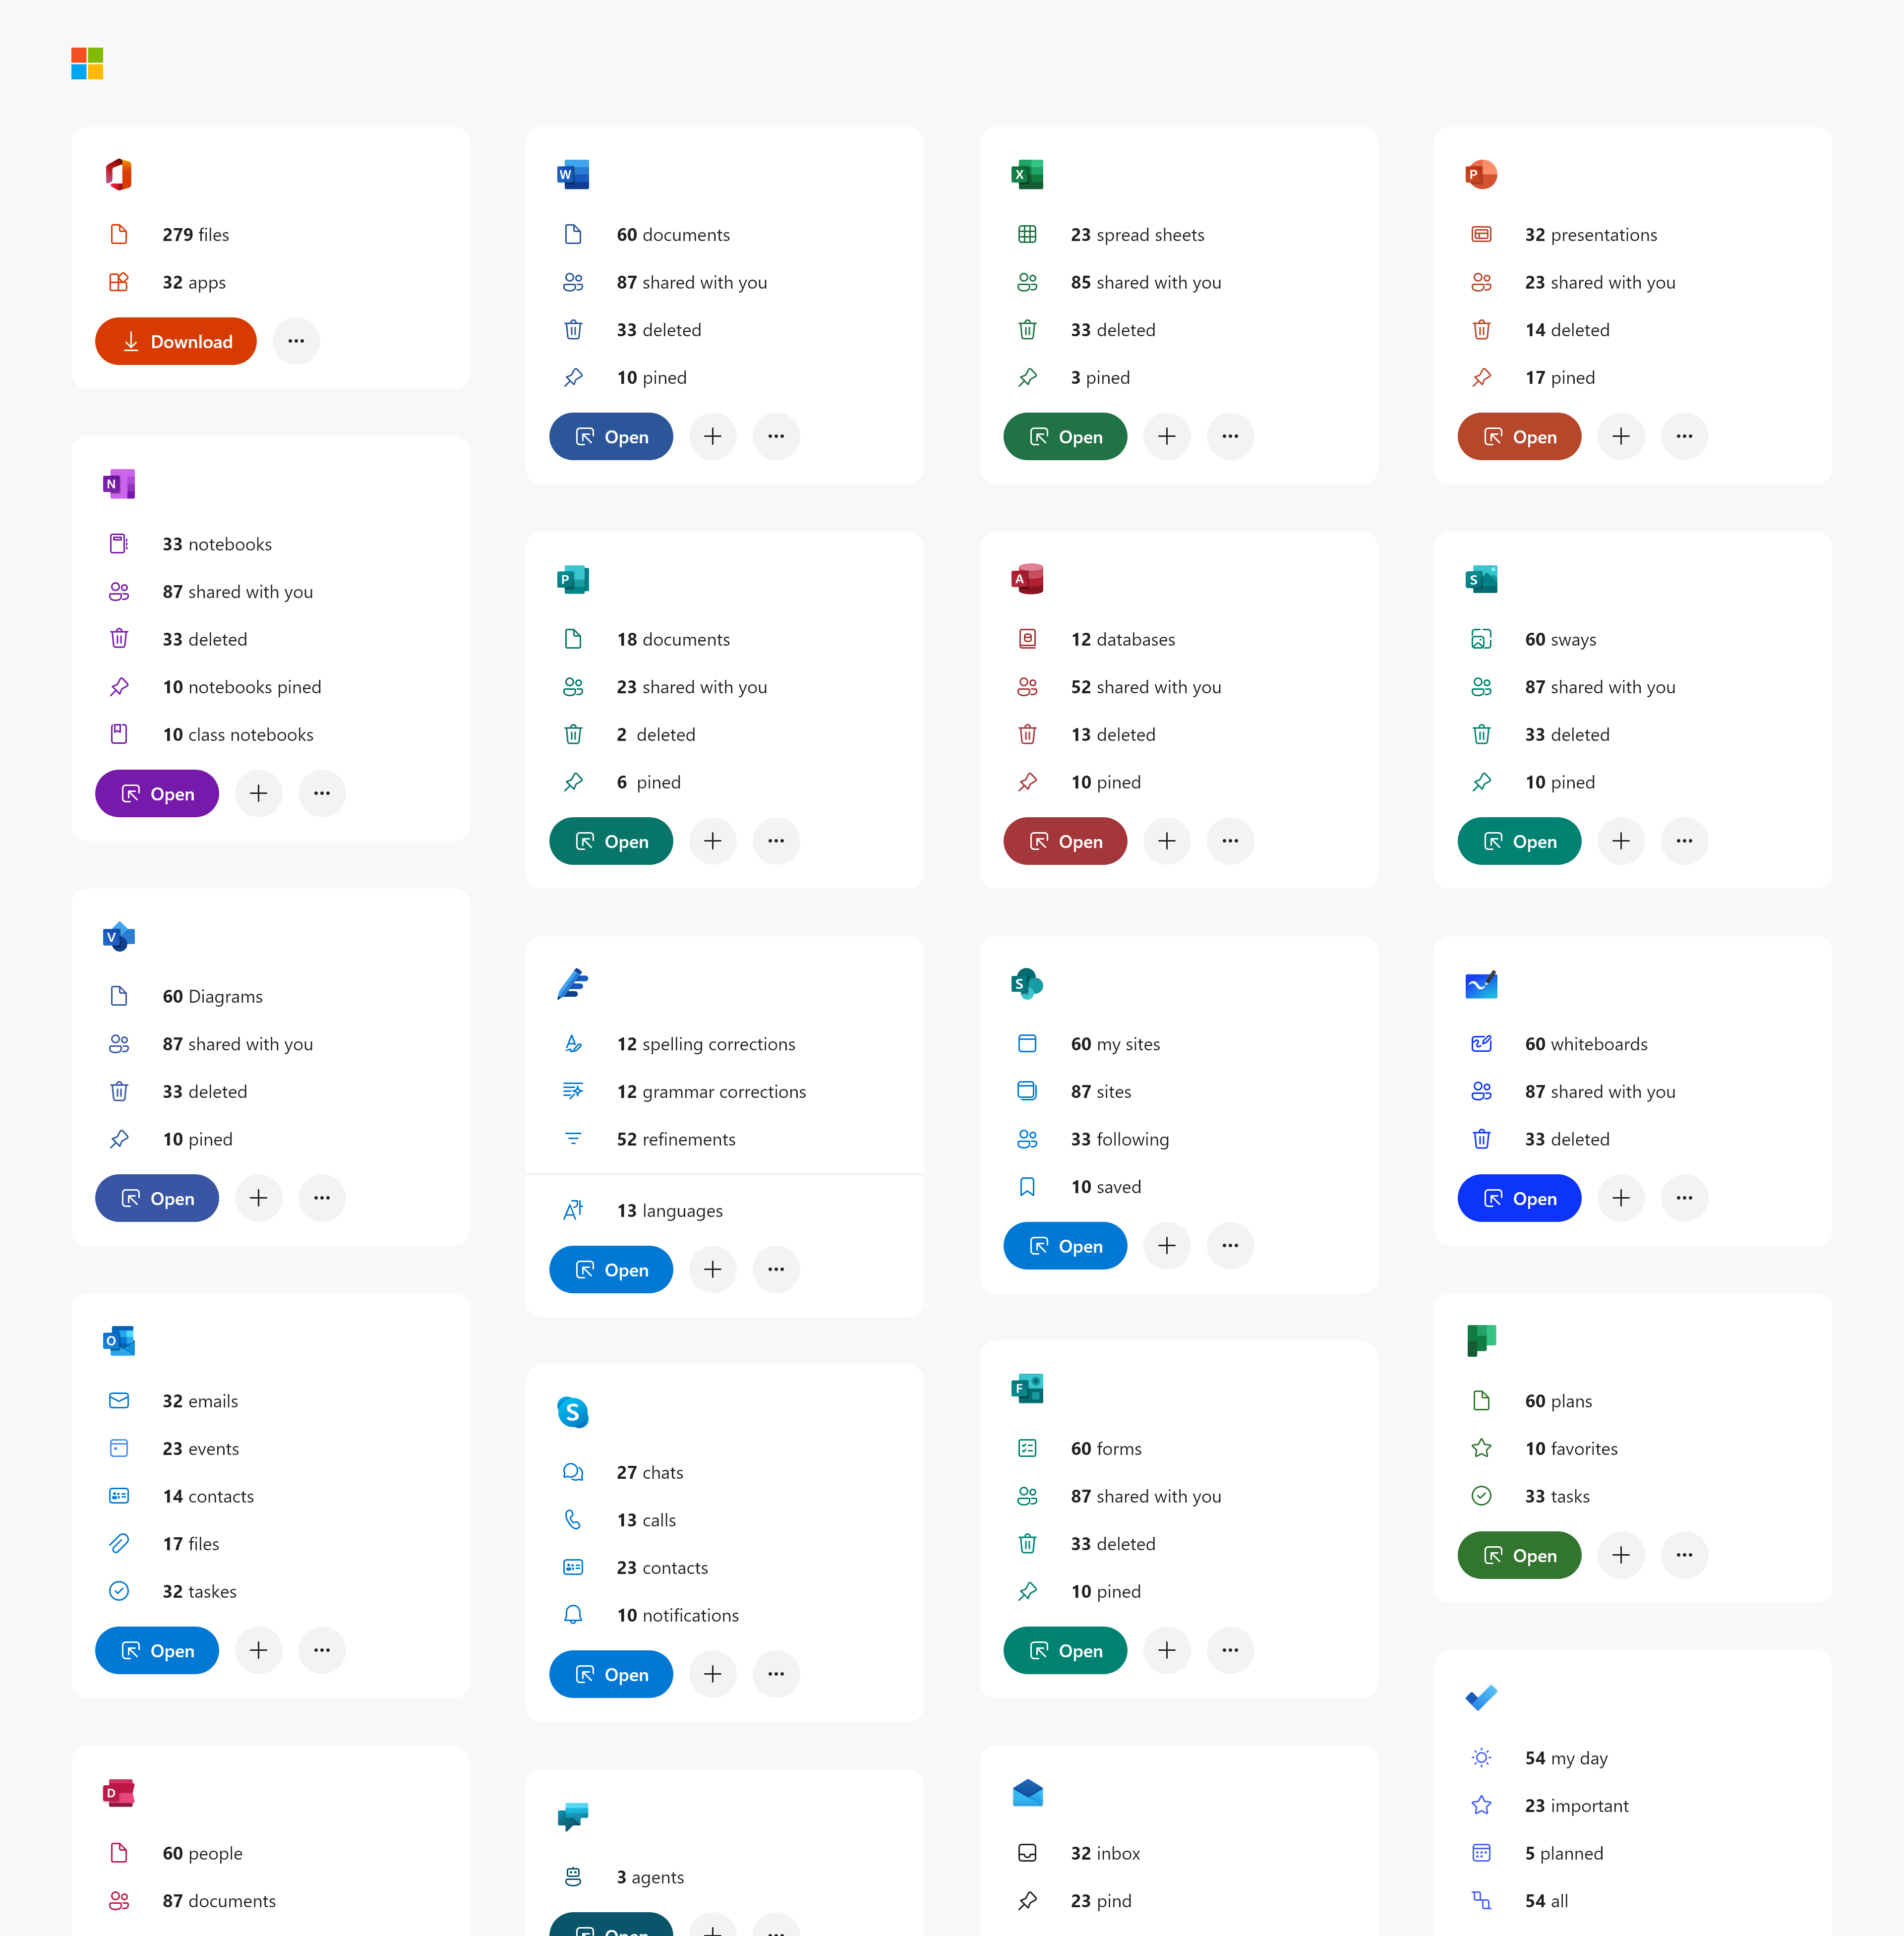 279 files
32 apps
Download
N
33 notebooks
87 shared with you
33 deleted
10 notebooks pined
10 class notebooks
Open
V
60 Diagrams
87 shared with you
33 deleted
10 pined
Open
O
32 emails
23 events
14 contacts
17 files
32 taskes
Open
D
60 people
87 documents
W
60 documents
87 shared with you
33 deleted
10 pined
Open
P
18 documents
23 shared with you
2 deleted
6 pined
Open
12 spelling corrections
12 grammar corrections
52 refinements
13 languages
Open
S
27 chats
13 calls
23 contacts
10 notifications
Open
3 agents
Open
X
23 spread sheets
85 shared with you
33 deleted
3 pined
Open
A
12 databases
52 shared with you
13 deleted
10 pined
Open
S
60 my sites
87 sites
33 following
10 saved
Open
F
60 forms
87 shared with you
33 deleted
10 pined
Open
32 inbox
23 pind
P
32 presentations
23 shared with you
14 deleted
17 pined
Open
S
60 sways
87 shared with you
33 deleted
10 pined
Open
60 whiteboards
87 shared with you
33 deleted
Open
60 plans
10 favorites
33 tasks
Open
54 my day
23 important
5 planned
54 all